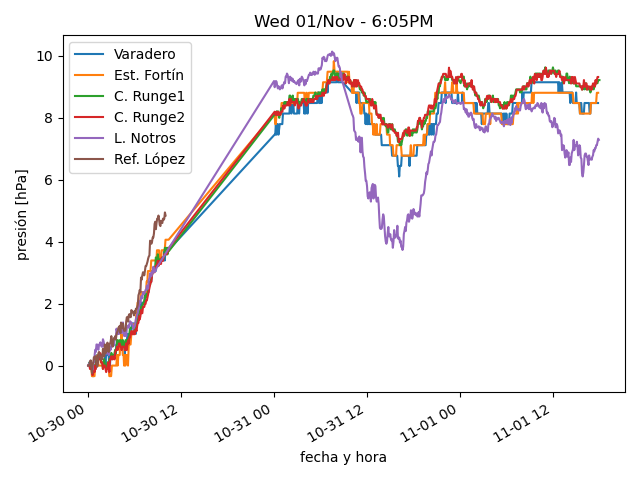 Wed 01/Nov - 6:05PM
Varadero
Est. Fortín
C. Runge1
C. Runge2
L. Notros
Ref. López
presión [hPa]
10
8
6
4
2
0
10-30 00
10-30 12
10-31 00
10-31 12
11-01 00
11-01 12
fecha y hora